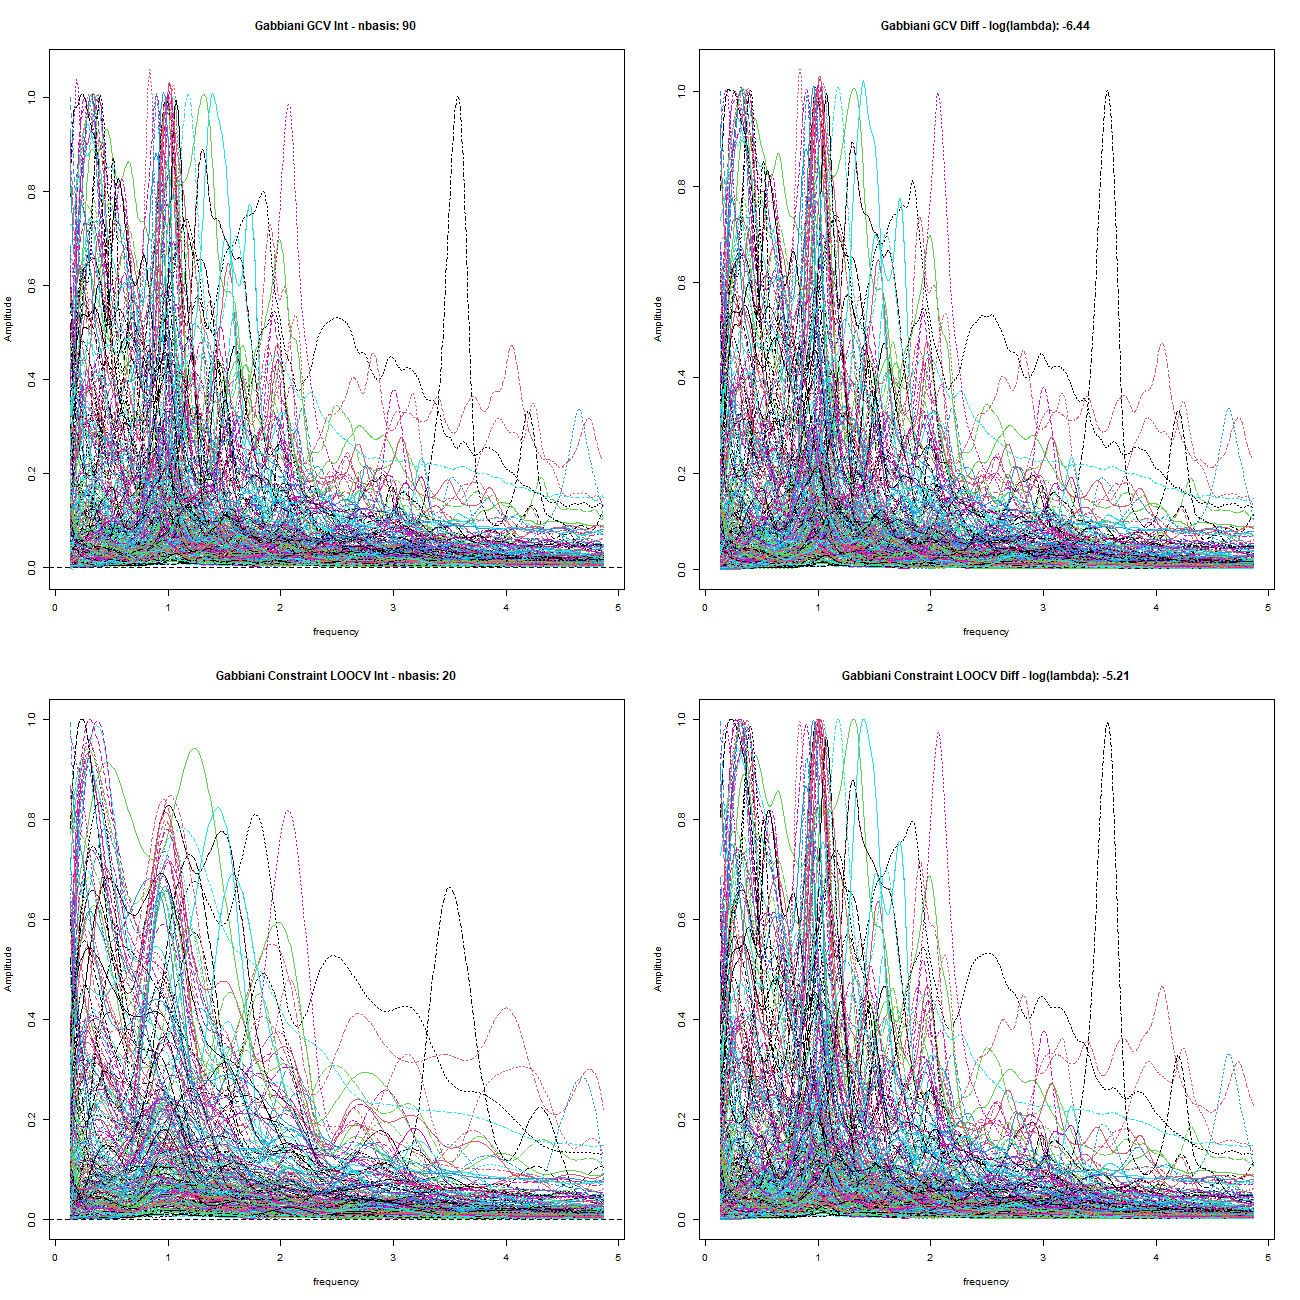 Gabbiani GCV Int - nbasis: 90
Amplitude
1.0
0.8
0.6
0.4
0.2
0.0
0 1 2 3 4 5
frequency
Gabbiani GCV Diff - log(lambda): -6.44
Amplitude
1.0
0.8
0.6
0.4
0.2
0.0
0 1 2 3 4 5
frequency
Gabbiani Constraint LOOCV Int - nbasis: 20
Amplitude
1.0
0.8
0.6
0.4
0.2
0.0
0 1 2 3 4 5
frequency
Gabbiani Constraint LOOCV Diff - log(lambda): -5.21
Amplitude
1.0
0.8
0.6
0.4
0.2
0.0
0 1 2 3 4 5
frequency